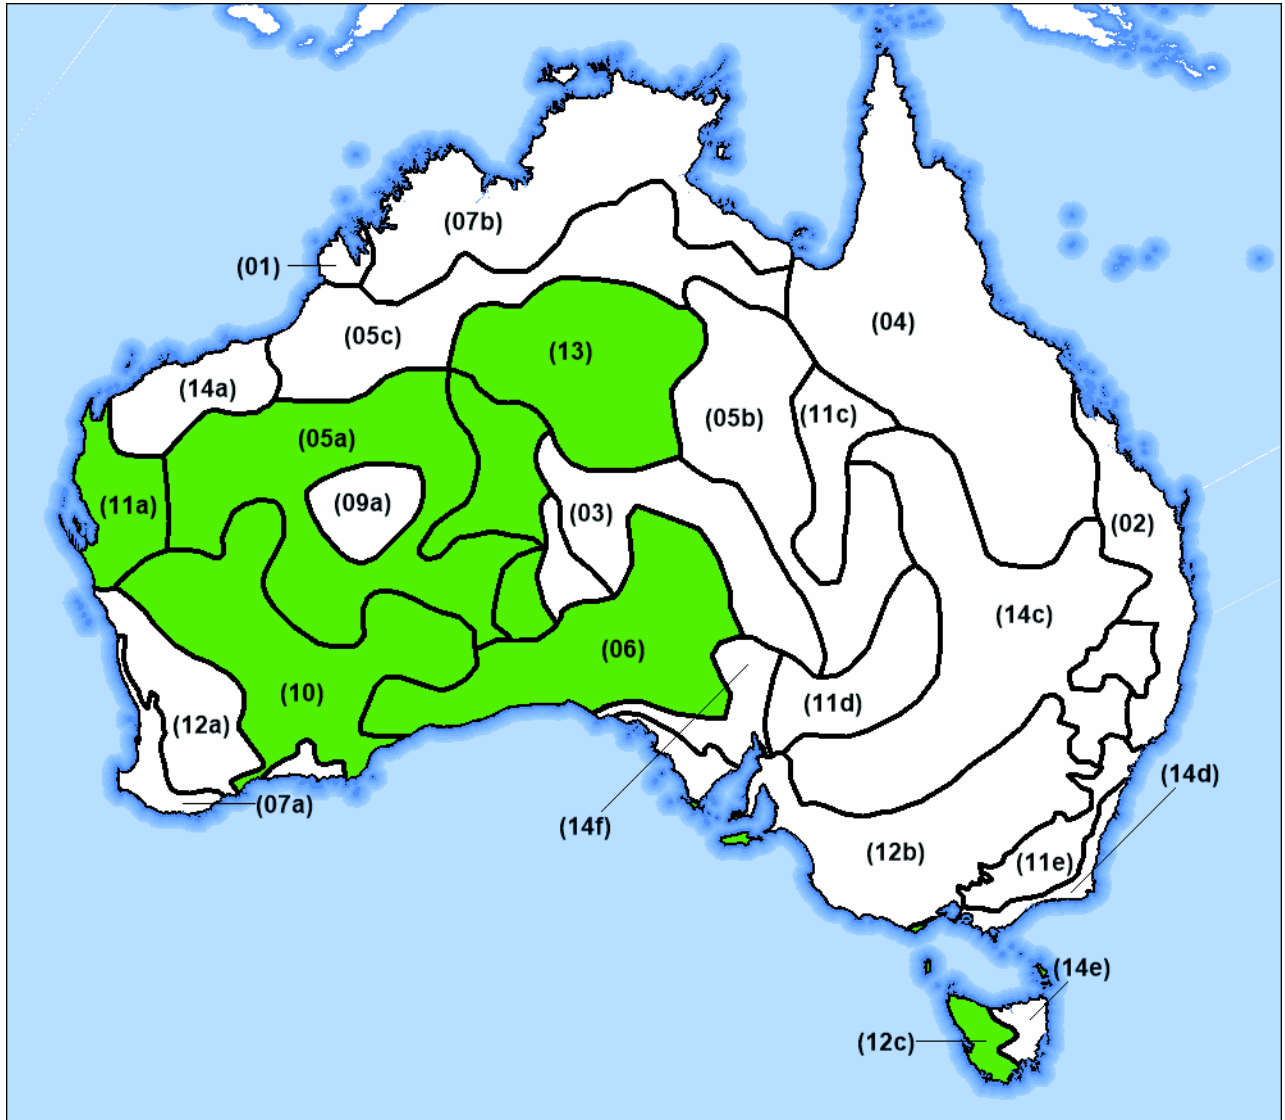 (07b)
(01)
(04)
(05c)
(13)
(14a)
(05b)
(11c)
(05a)
(09a)
(11a)
(03)
(02)
(14c)
(06)
(10)
(11d)
(12a)
(14d)
(07a)
(14f)
(12b)
(11e)
(14e)
(12c)